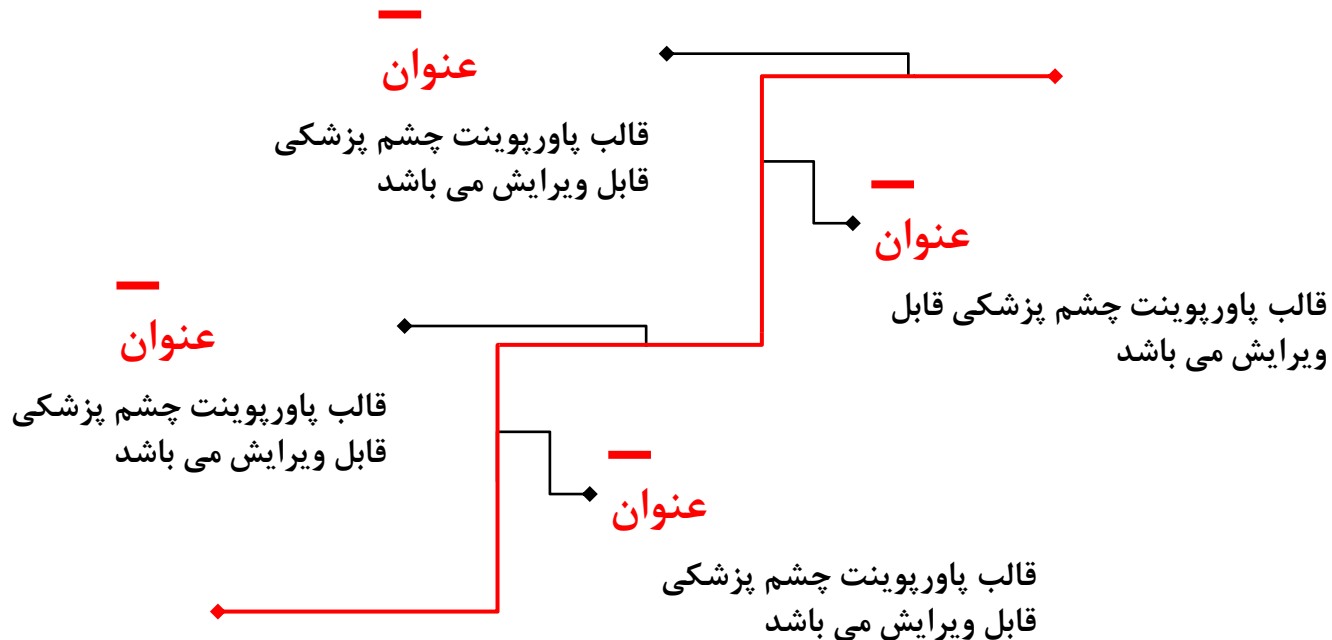 عنوان
قالب پاورپوینت چشم پزشکی
قابل ویرایش می باشد
عنوان
قالب پاورپوینت چشم پزشکی قابل
ویرایش می باشد
عنوان
قالب پاورپوینت چشم پزشکی
قابل ویرایش می باشد
عنوان
قالب پاورپوینت چشم پزشکی
قابل ویرایش می باشد